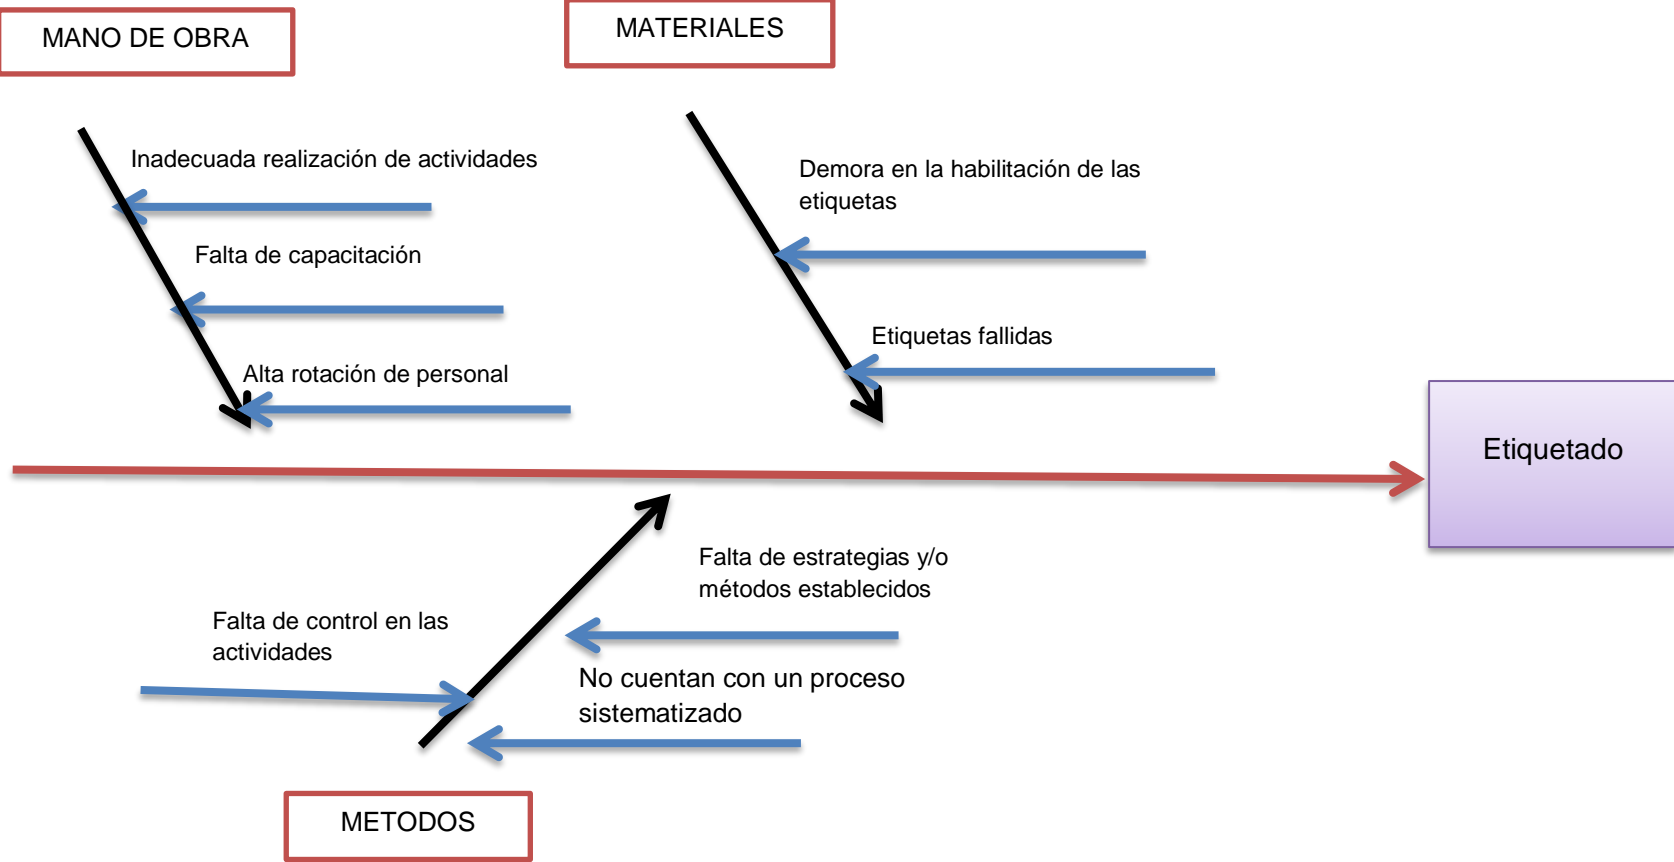 MANO DE OBRA
MATERIALES
Inadecuada realización de actividades
Demora en la habilitación de las
etiquetas
Falta de capacitación
Etiquetas fallidas
Alta rotación de personal
Etiquetado
Falta de estrategias y/o
métodos establecidos
Falta de control en las
actividades
No cuentan con un proceso
sistematizado
METODOS